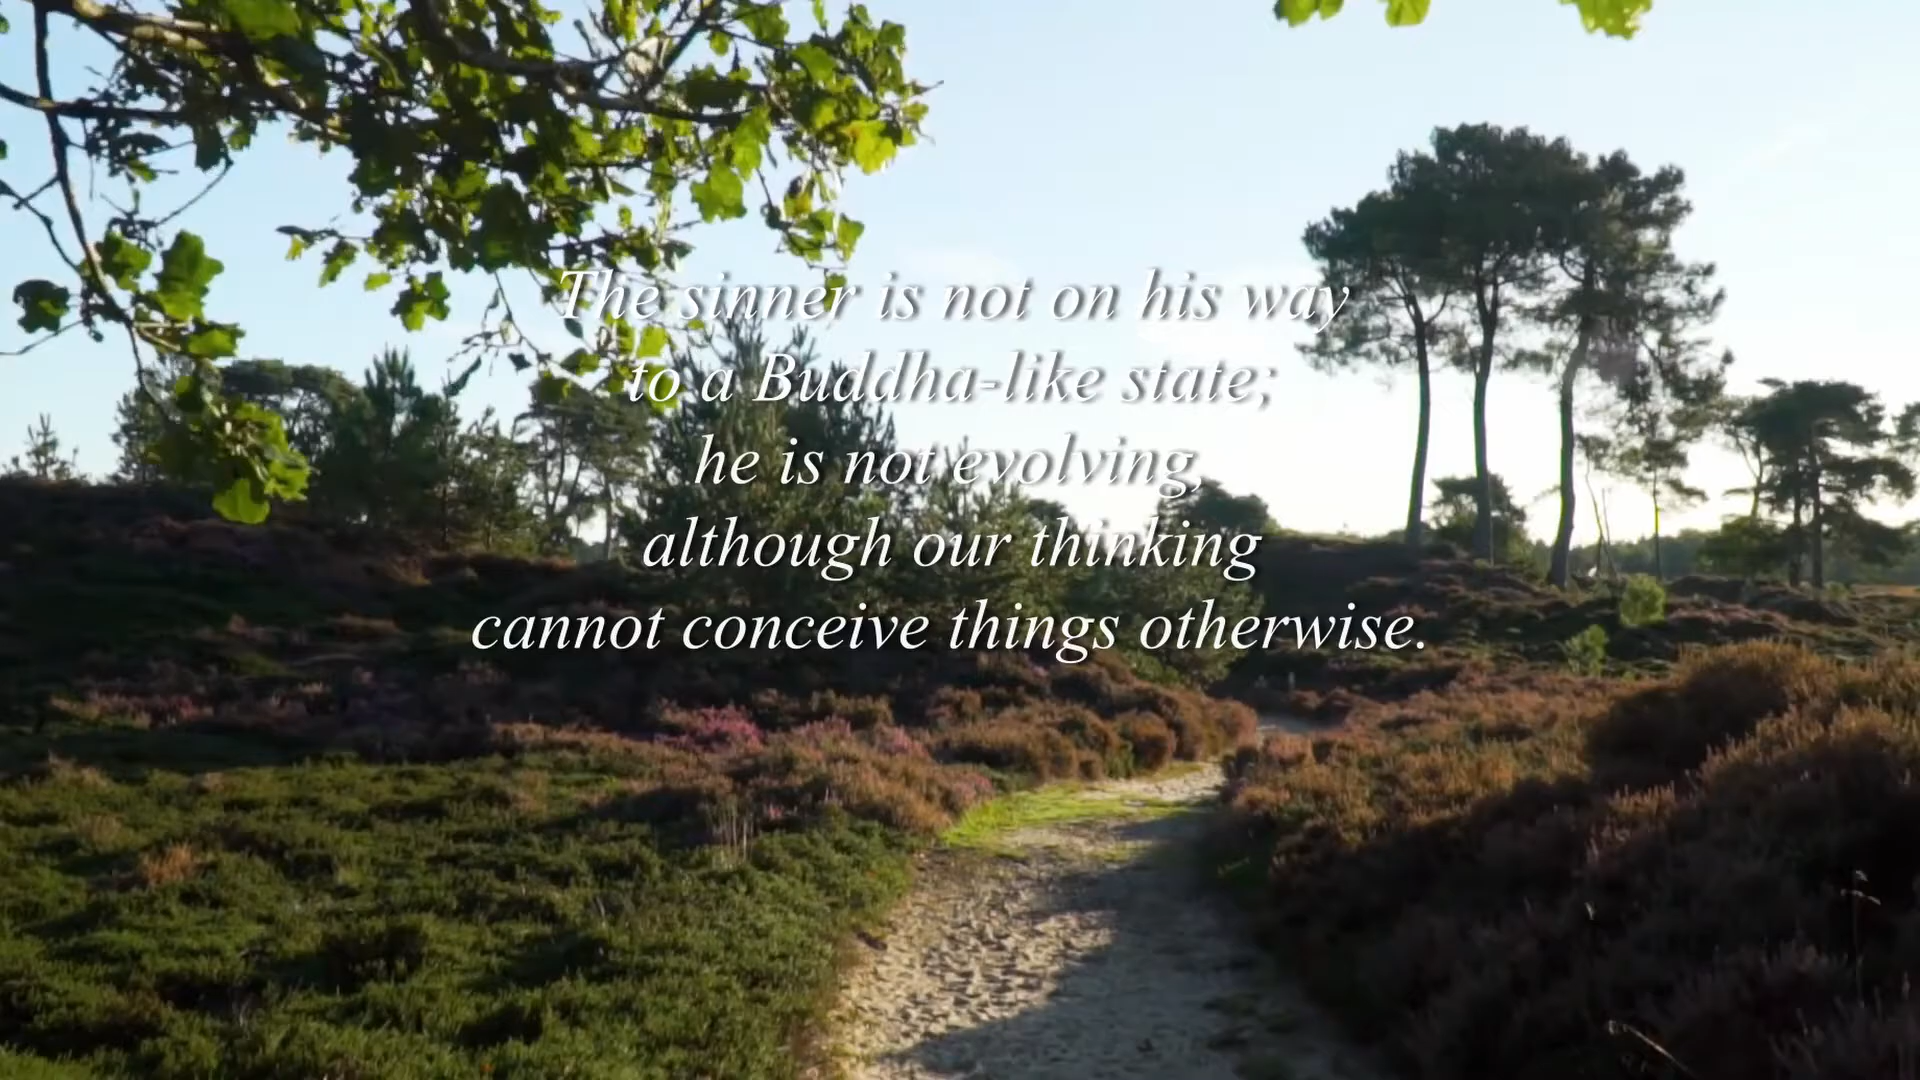 The sinner is not on his way
to a Buddha-like state;
he is not evolving,
although our thinking
cannot conceive things otherwise.